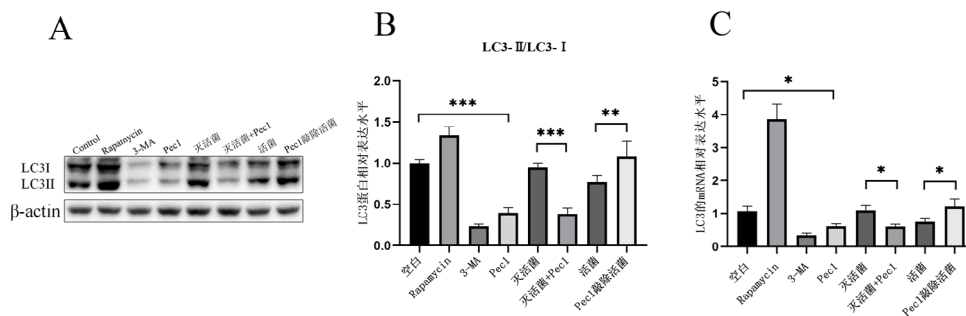 A
Control
Rapamycin
3-MA
Pec1
灭活菌
灭活菌+Pec1
活菌
Pec1敲除活菌
LC3I
LC3II
β-actin
B
LC3-Ⅱ/LC3-Ⅰ
LC3蛋白相对表达水平
2.0
1.5
1.0
0.5
0.0
***
***
**
空白
Rapamycin
3-MA
Pec1
灭活菌
灭活菌+Pec1
活菌
Pec1敲除活菌
C
LC3的mRNA相对表达水平
5
4
3
2
1
0
*
*
*
空白
Rapamycin
3-MA
Pec1
灭活菌
灭活菌+Pec1
活菌
Pec1敲除活菌